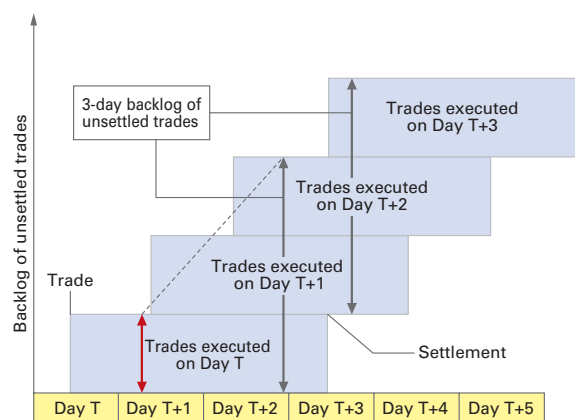 Backlog of unsettled trades
3-day backlog of
unsettled trades
Trades executed
on Day T+3
Trades executed
on Day T+2
Trades executed
on Day T+1
Trade
Trades executed
on Day T
Settlement
Day T
Day T+1
Day T+2
Day T+3
Day T+4
Day T+5